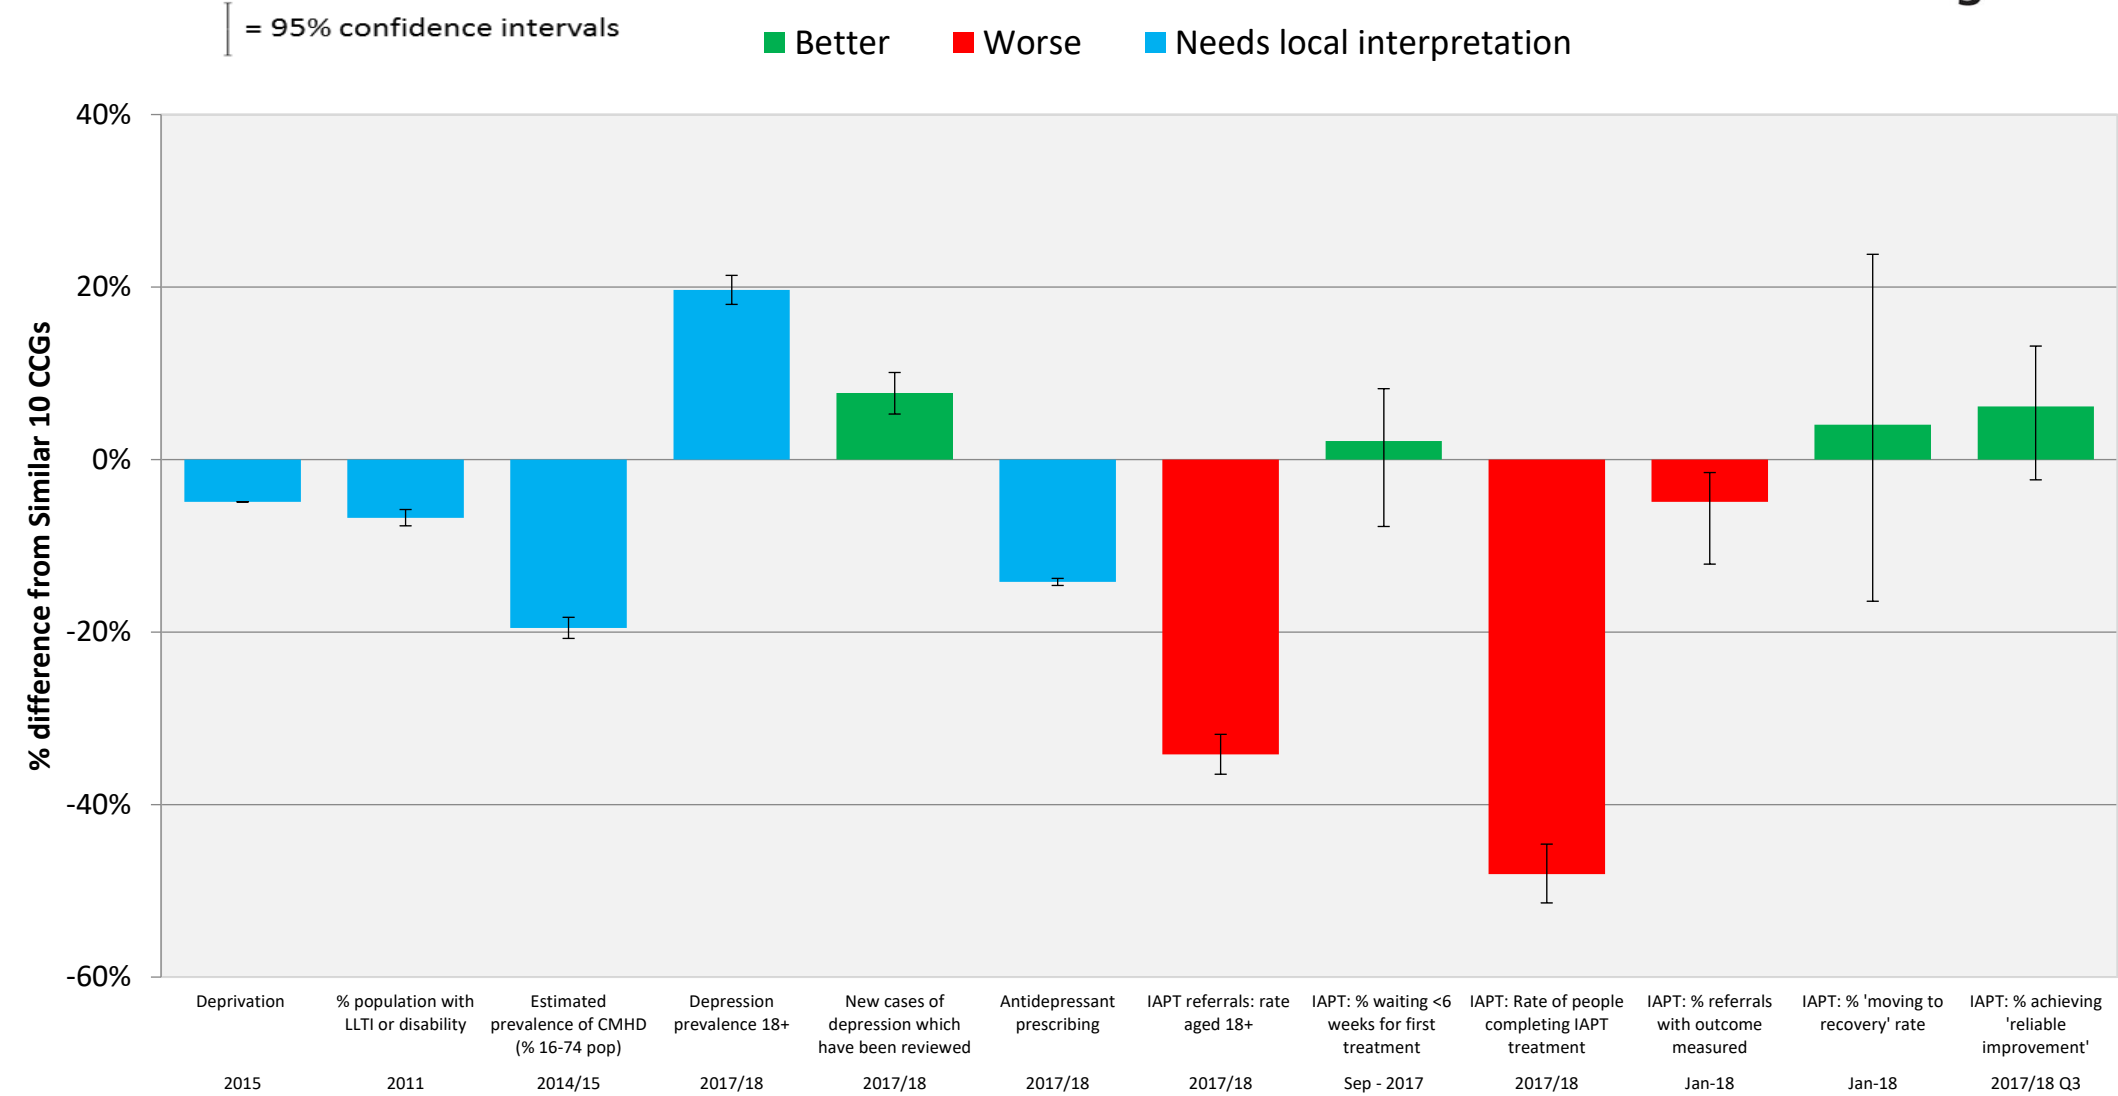 = 95% confidence intervals
Better
Worse
Needs local interpretation
40%
20%
0%
-20%
-40%
-60%
% difference from Similar 10 CCGs
Deprivation
2015
% population with
LLTI or disability
2011
Estimated
prevalence of CMHD
(% 16-74 pop)
2014/15
Depression
prevalence 18+
2017/18
New cases of
depression which
have been reviewed
2017/18
Antidepressant
prescribing
2017/18
IAPT referrals: rate
aged 18+
2017/18
IAPT: % waiting <6
weeks for first
treatment
Sep - 2017
IAPT: Rate of people
completing IAPT
treatment
2017/18
IAPT: % referrals
with outcome
measured
Jan-18
IAPT: % 'moving to
recovery' rate
Jan-18
IAPT: % achieving
'reliable
improvement'
2017/18 Q3